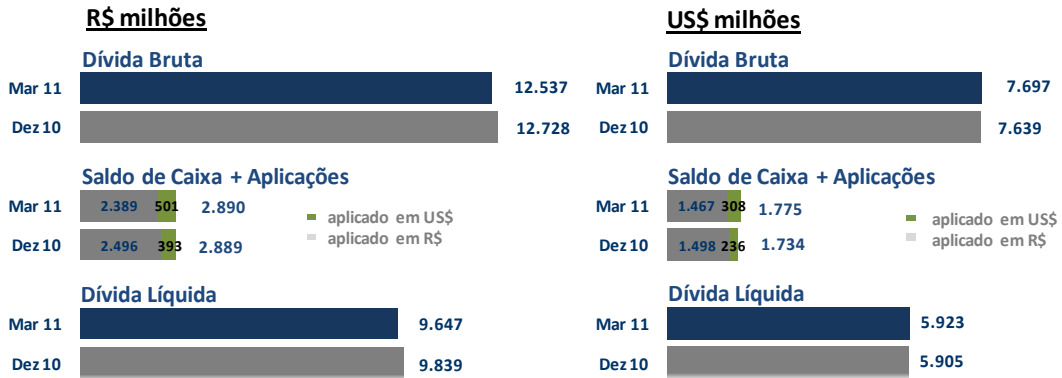 R$ milhões
Dívida Bruta
Mar 11 12.537
Dez 10 12.728
Saldo de Caixa + Aplicações
Mar 11 2.389 501 2.890
aplicado em US$
aplicado em R$
Dez 10 2.496 393 2.889
Dívida Líquida
Mar 11 9.647
Dez 10 9.839
US$ milhões
Dívida Bruta
Mar 11 7.697
Dez 10 7.639
Saldo de Caixa + Aplicações
Mar 11 1.467 308 1.775
aplicado em US$
aplicado em R$
Dez 10 1.498 236 1.734
Dívida Líquida
Mar 11 5.923
Dez 10 5.905